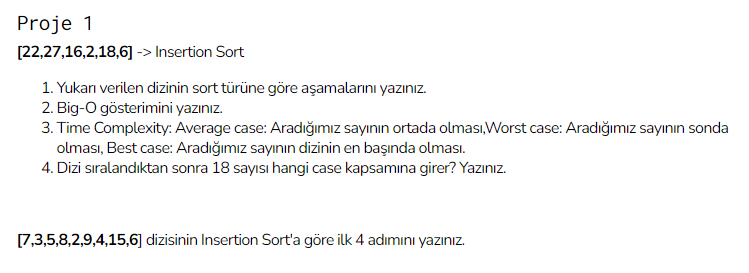 Proje 1
[22,27,16,2,18,6] -> Insertion Sort
1. Yukarı verilen dizinin sort türüne göre aşamalarını yazınız.
2. Big-O gösterimini yazınız.
3. Time Complexity: Average case: Aradığımız sayının ortada olması,Worst case: Aradığımız sayının sonda
olması, Best case: Aradığımız sayının dizinin en başında olması.
4. Dizi sıralandıktan sonra 18 sayısı hangi case kapsamına girer? Yazınız.
[7,3,5,8,2,9,4,15,6] dizisinin Insertion Sort'a göre ilk 4 adımını yazınız.